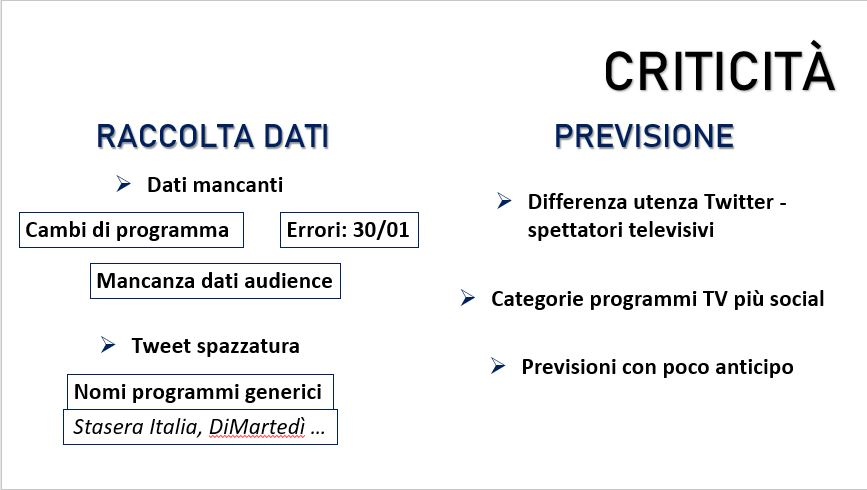 CRITICITÀ
RACCOLTA DATI
Dati mancanti
Cambi di programma
Errori: 30/01
Mancanza dati audience
Tweet spazzatura
Nomi programmi generici
Stasera Italia, DiMartedì ...
PREVISIONE
Differenza utenza Twitter -
spettatori televisivi
Categorie programmi TV più social
Previsioni con poco anticipo